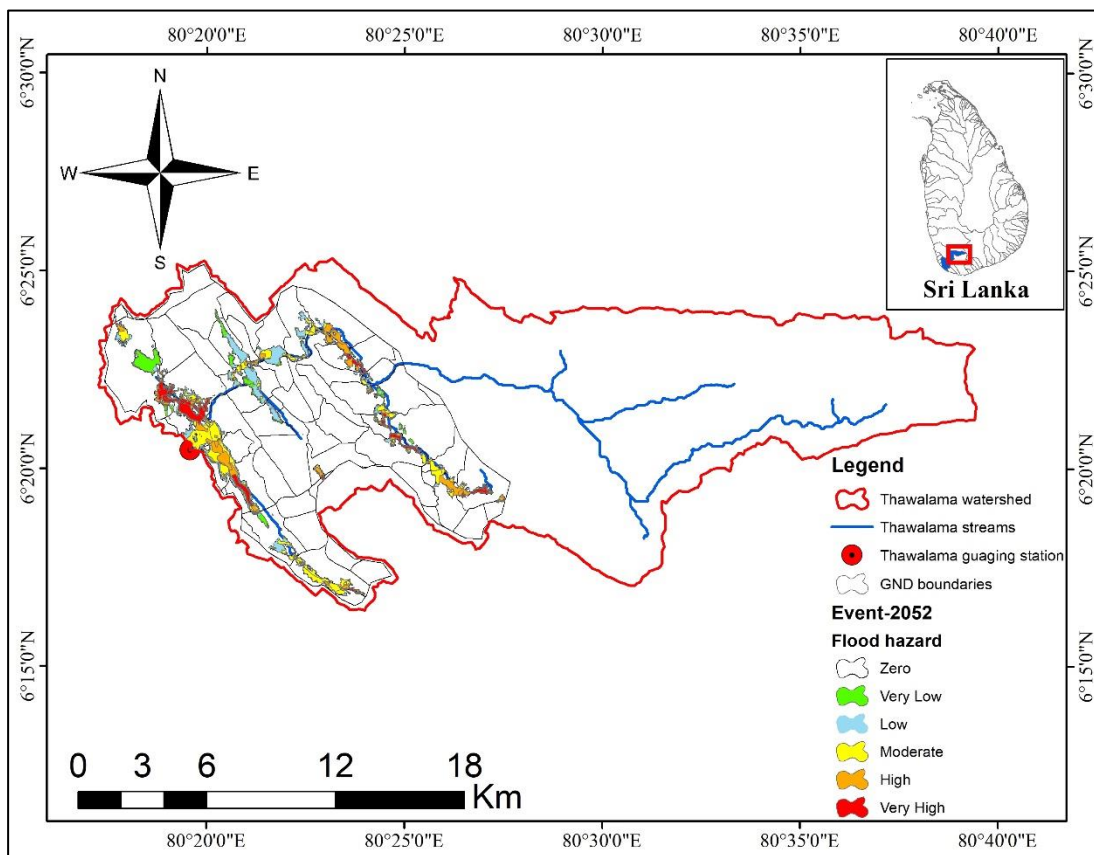 80°20'0"E 80°25'0"E 80°30'0"E 80°35'0"E 80°40'0"E
6°30'0"N 6°30'0"N
N
W E
S
Sri Lanka
6°25'0"N 6°25'0"N
6°20'0"N 6°20'0"N
Legend
Thawalama watershed
Thawalama streams
Thawalama guaging station
GND boundaries
Event-2052
Flood hazard
Zero
Very Low
Low
Moderate
High
Very High
6°15'0"N 6°15'0"N
0 3 6 12 18
Km
80°20'0"E 80°25'0"E 80°30'0"E 80°35'0"E 80°40'0"E